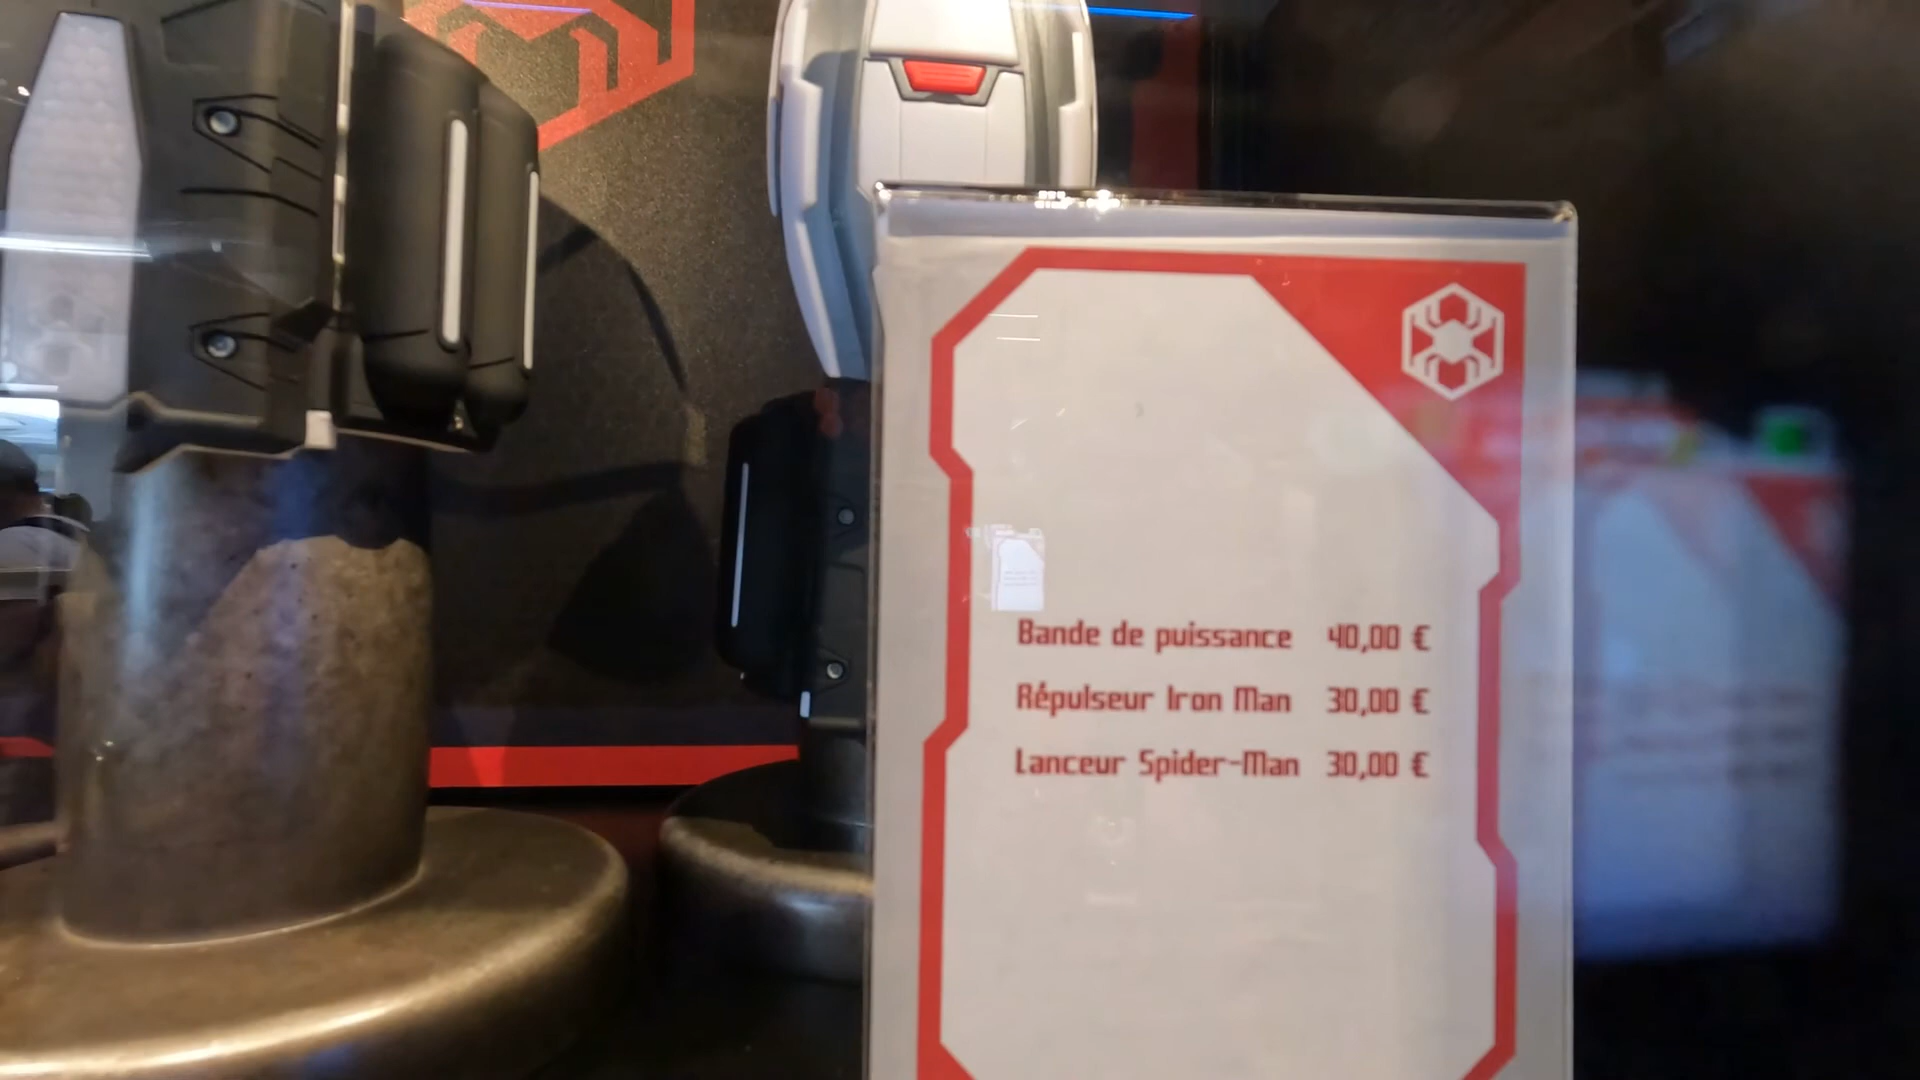 Bande de puissance 40,00 €
Répulseur Iron Man 30,00 €
Lanceur Spider-Man 30,00 €